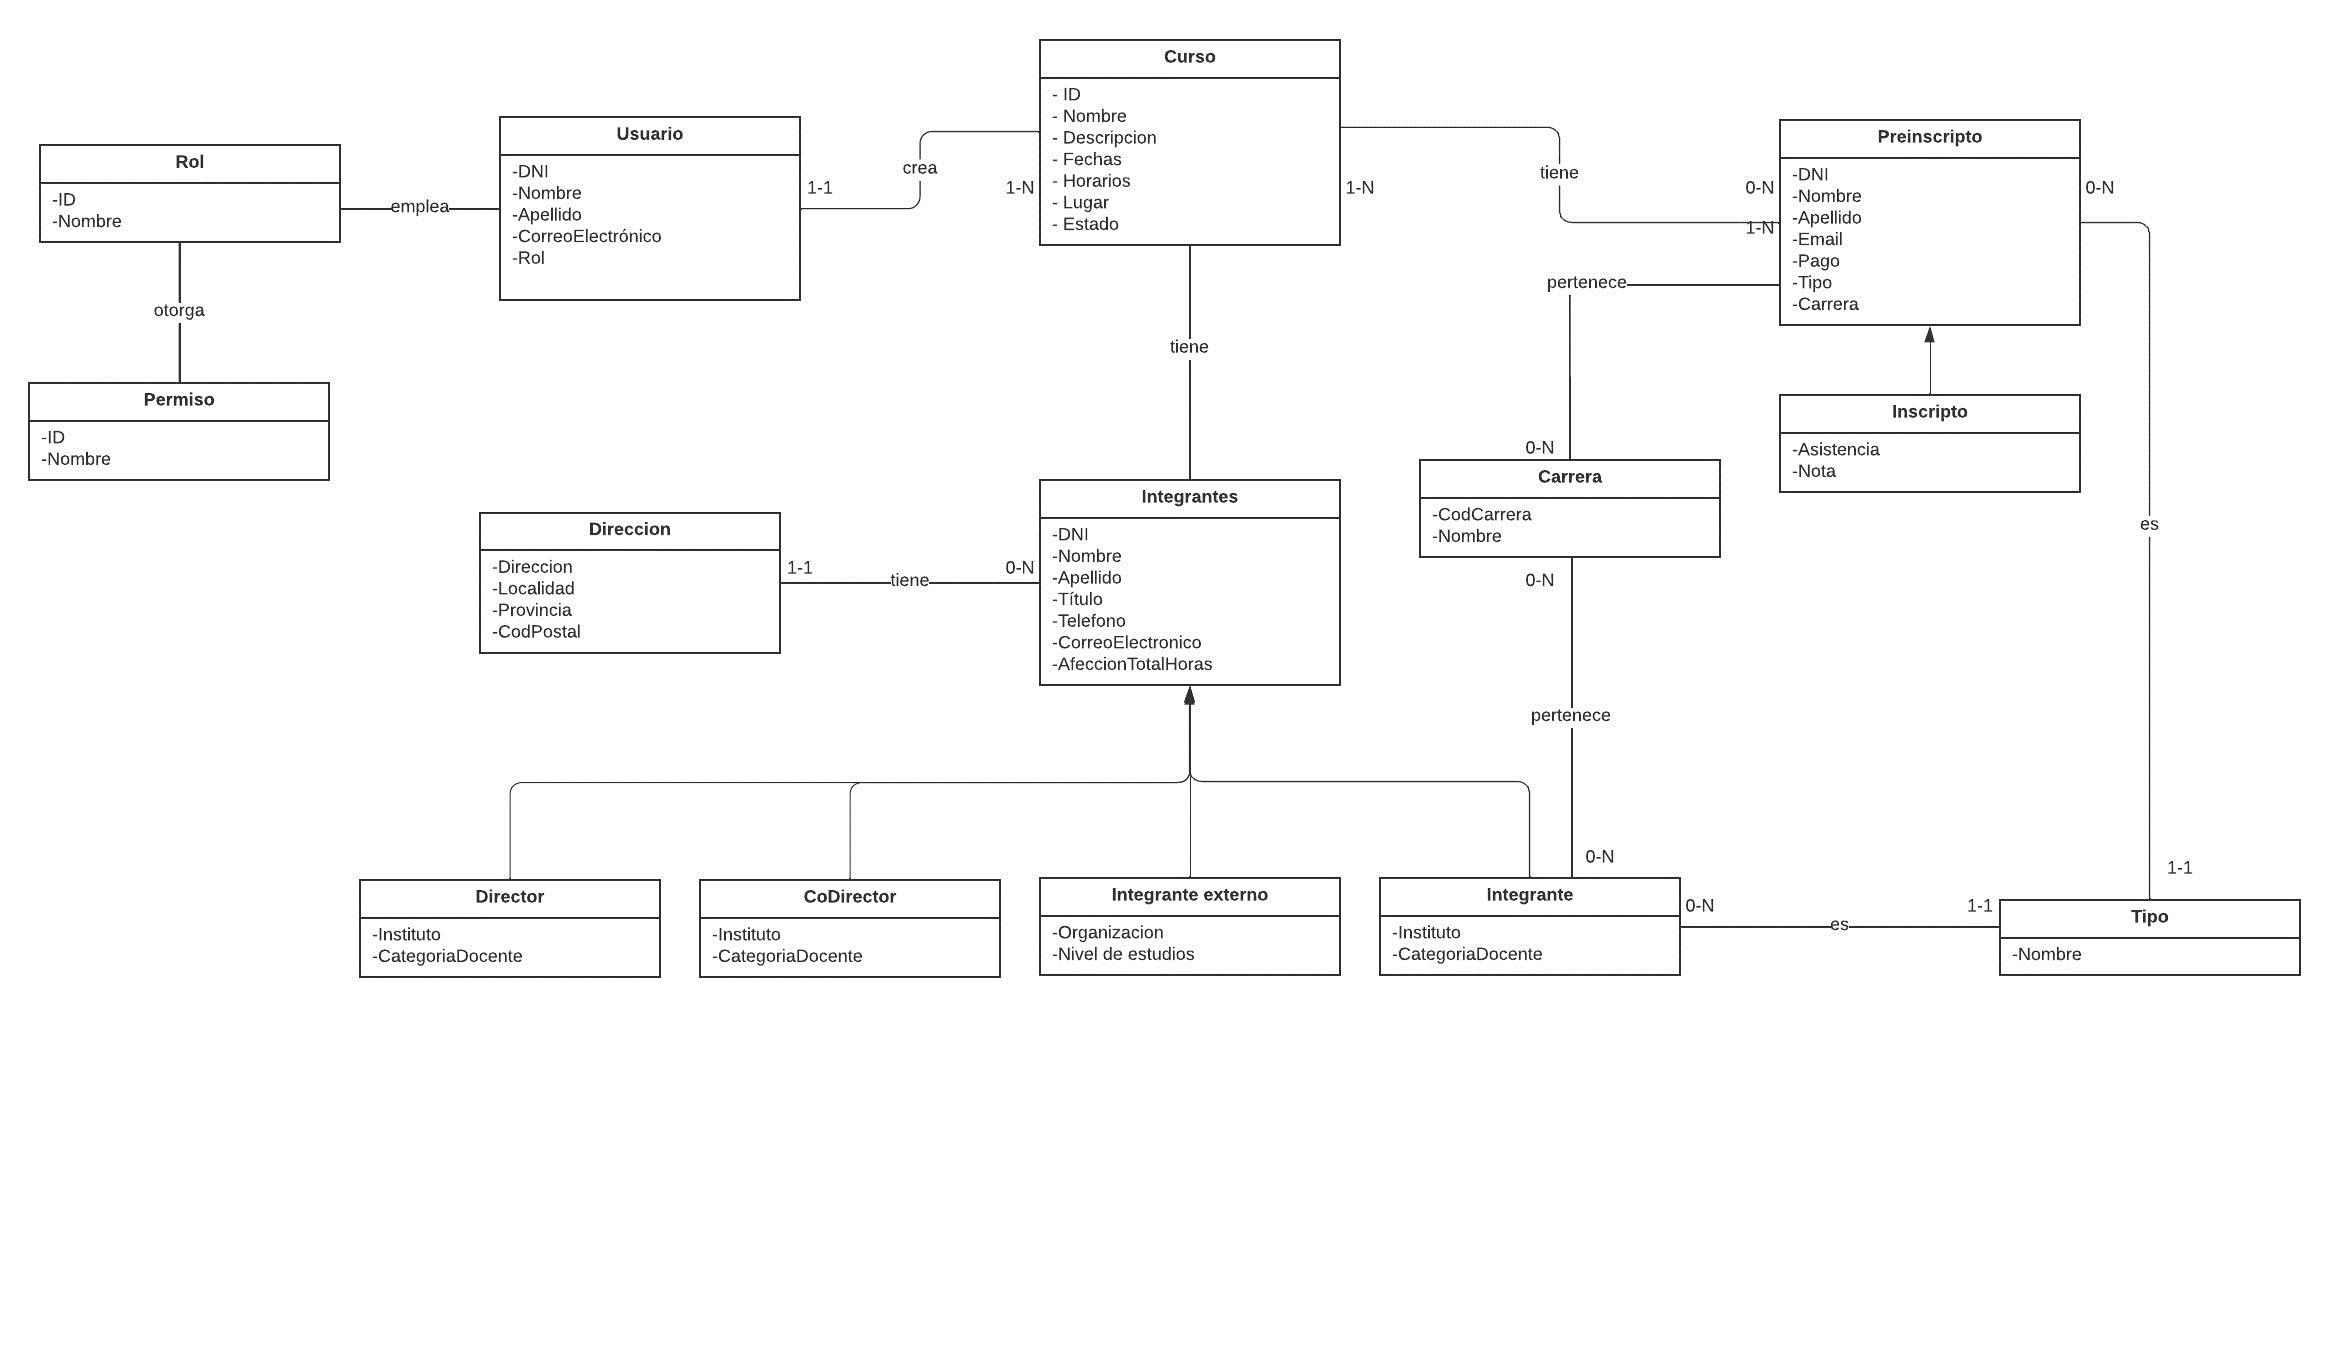 Curso
- ID
- Nombre
- Descripcion
- Fechas
- Horarios
- Lugar
- Estado
Usuario
-DNI
-Nombre
-Apellido
-CorreoElectrónico
-Rol
Rol
-ID
-Nombre
emplea
1-1
crea
1-N
1-N
tiene
0-N
1-N
Preinscripto
-DNI
-Nombre
-Apellido
-Email
-Pago
-Tipo
-Carrera
0-N
otorga
Permiso
-ID
-Nombre
tiene
pertenece
Inscripto
-Asistencia
-Nota
es
0-N
Carrera
-CodCarrera
-Nombre
0-N
Direccion
-Direccion
-Localidad
-Provincia
-CodPostal
1-1
tiene
0-N
Integrantes
-DNI
-Nombre
-Apellido
-Título
-Telefono
-CorreoElectronico
-AfeccionTotalHoras
pertenece
0-N
1-1
Director
-Instituto
-CategoriaDocente
CoDirector
-Instituto
-CategoriaDocente
Integrante externo
-Organizacion
-Nivel de estudios
Integrante
-Instituto
-CategoriaDocente
0-N
es
1-1
Tipo
-Nombre